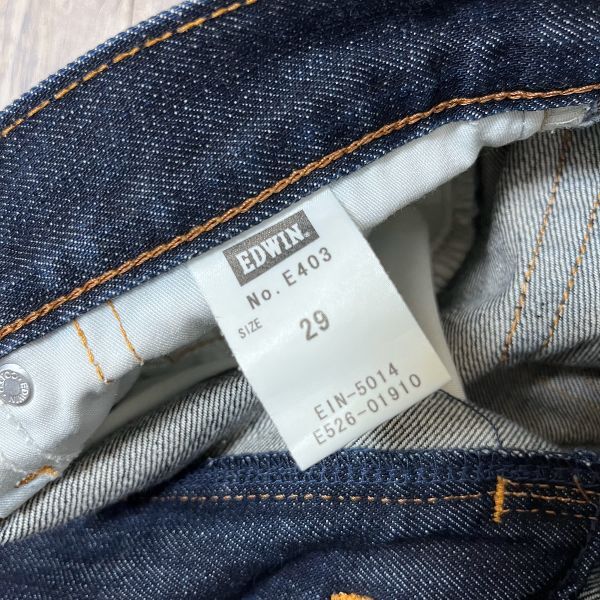 EDWIN
No. E403
SIZE 29
EIN-5014
E526-01910